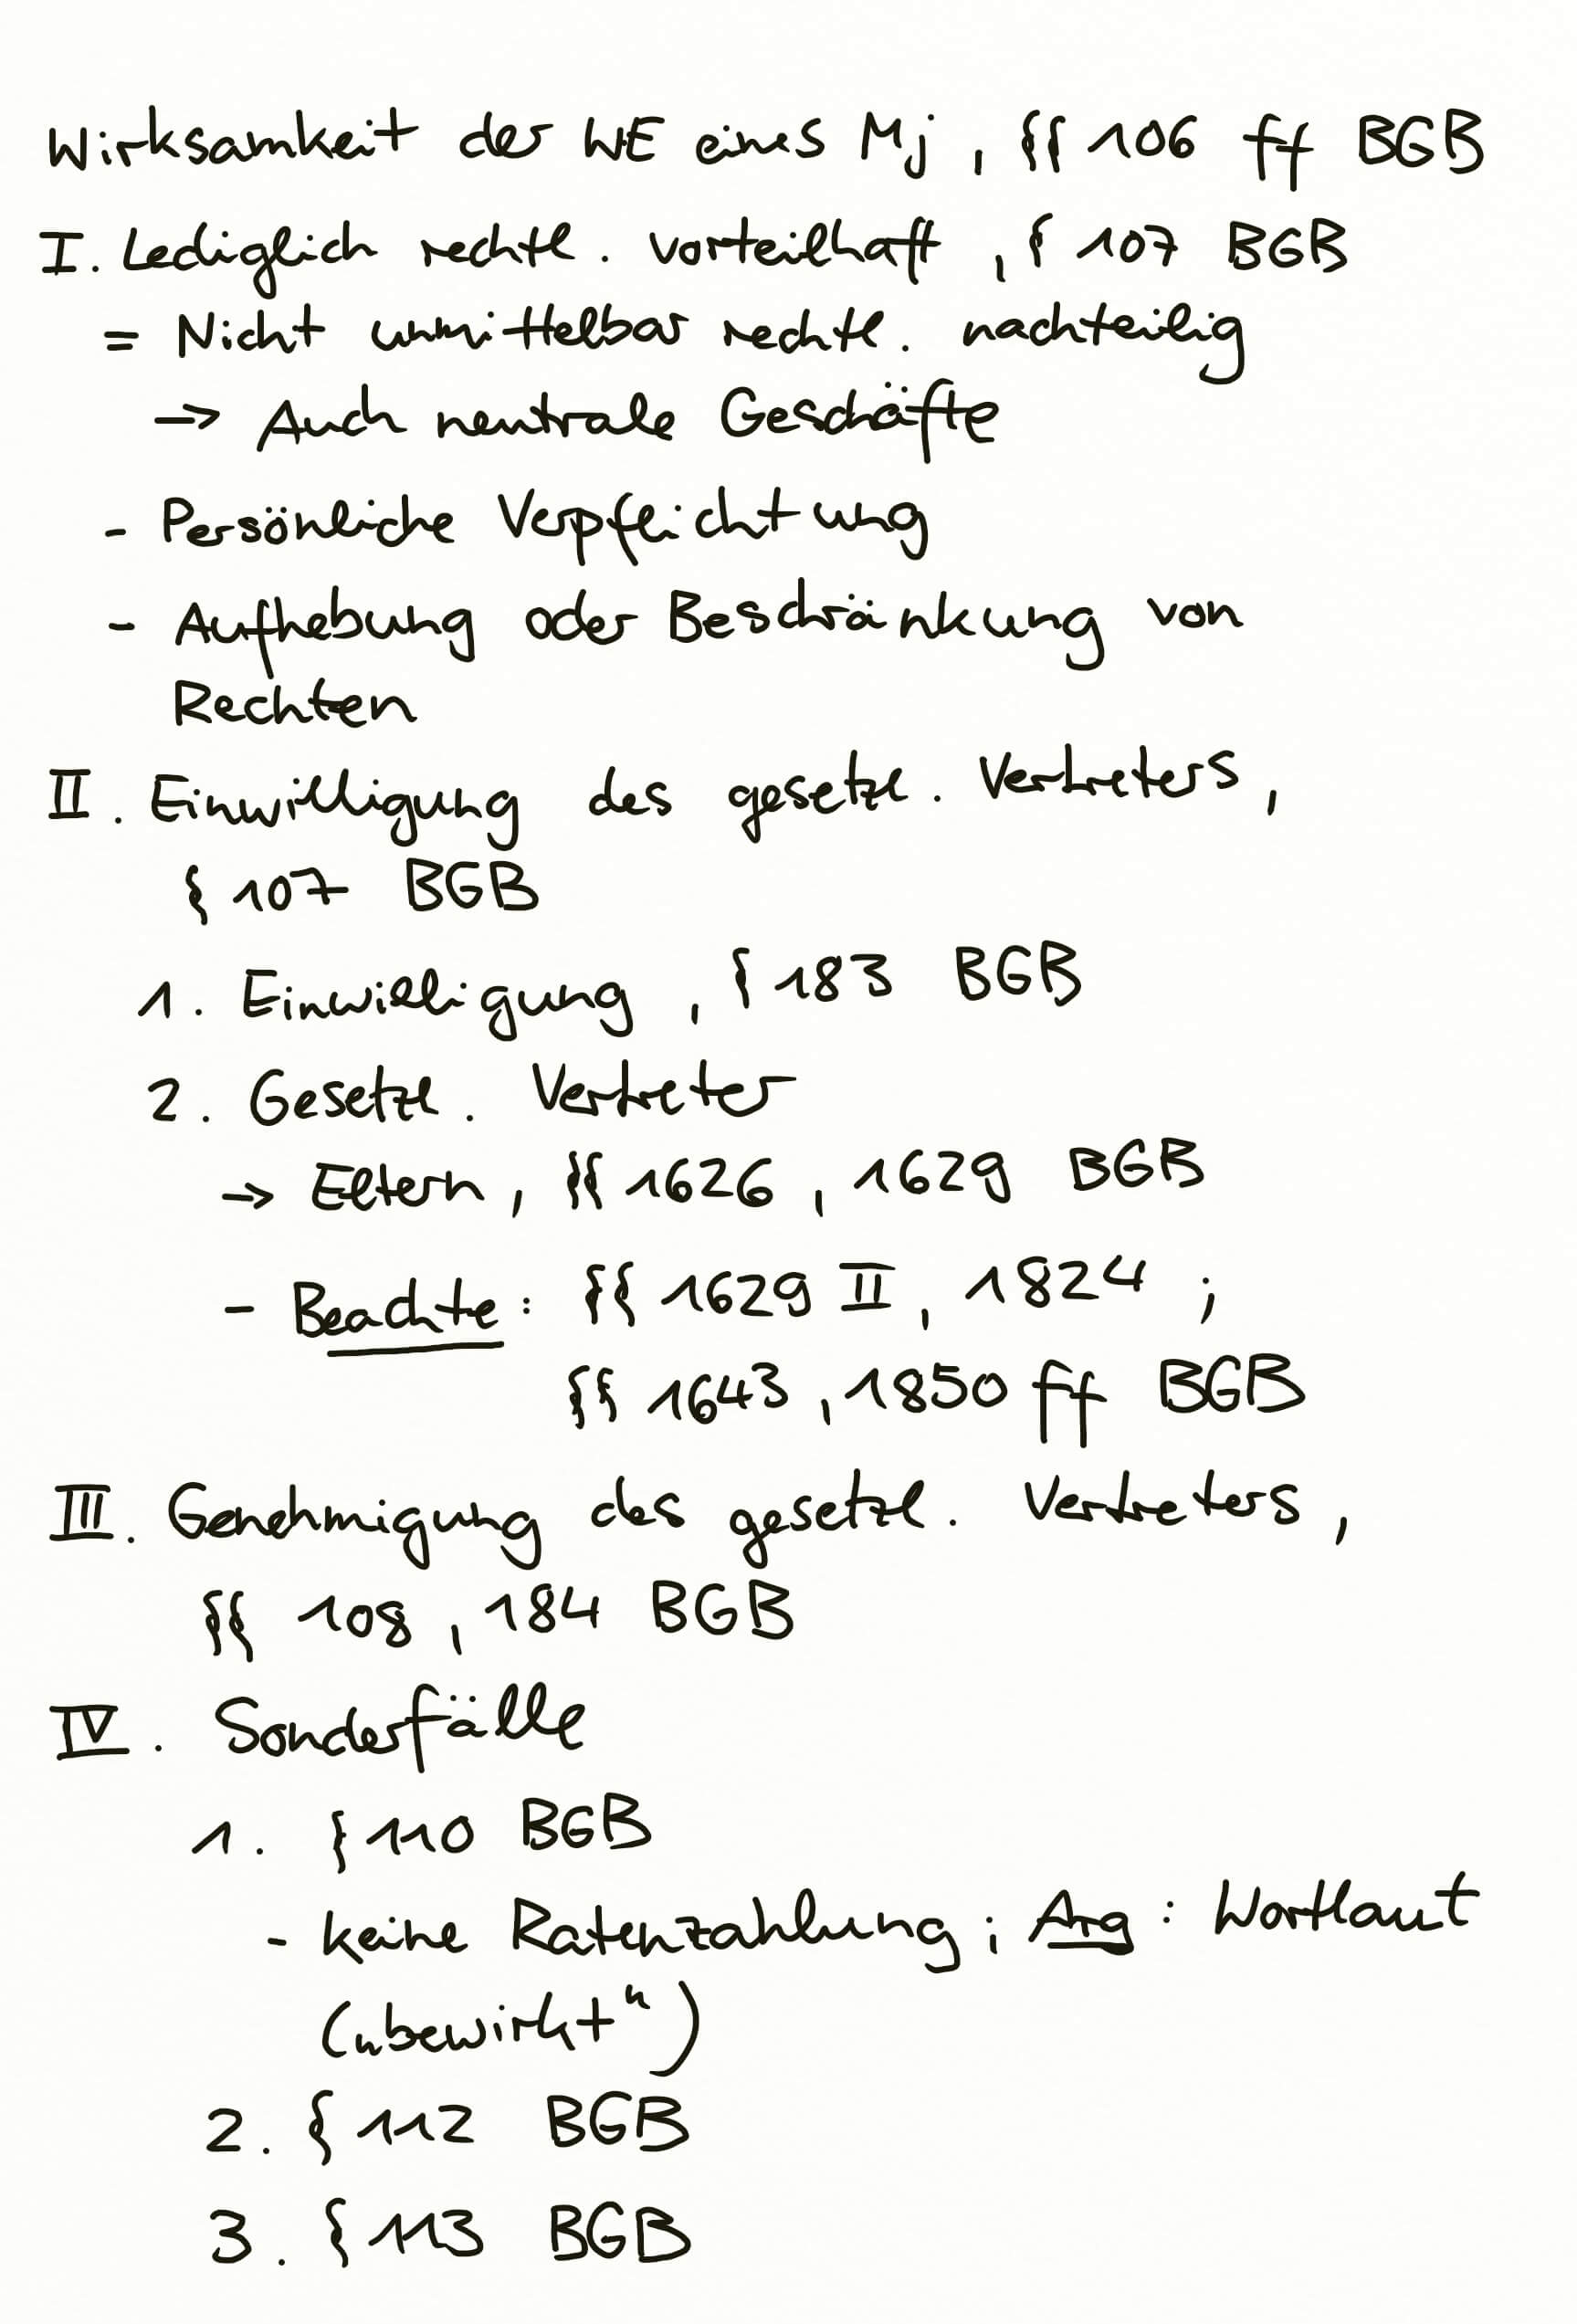 Wirksamkeit der WE eines Mj, §§ 106 ff BGB
I. Lediglich rechtl. vorteilhaft, § 107 BGB
= Nicht unmittelbar rechtl. nachteilig
→ Auch neutrale Geschäfte
- Persönliche Verpflichtung
- Aufhebung oder Beschränkung von
Rechten
II. Einwilligung des gesetzl. Vertreters,
§ 107 BGB
1. Einwilligung, § 183 BGB
2. Gesetzl. Vertreter
→ Eltern, §§ 1626, 1629 BGB
- Beachte: §§ 1629 II, 1824;
§§ 1643, 1850 ff BGB
III. Genehmigung des gesetzl. Vertreters,
§§ 108, 184 BGB
IV. Sonderfälle
1. § 110 BGB
- keine Ratenzahlung; Arg: Wortlaut
(„bewirkt“)
2. § 112 BGB
3. § 113 BGB